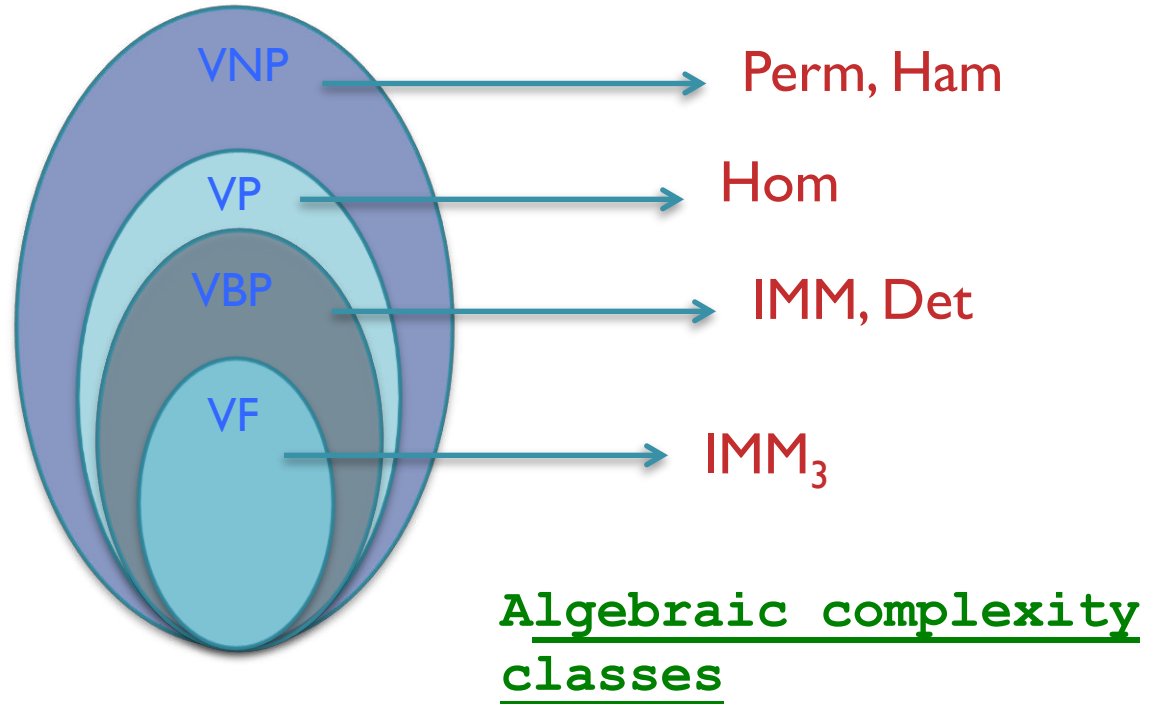 VNP
Perm, Ham
VP
Hom
VBP
IMM, Det
VF
IMM₃
Algebraic complexity
classes